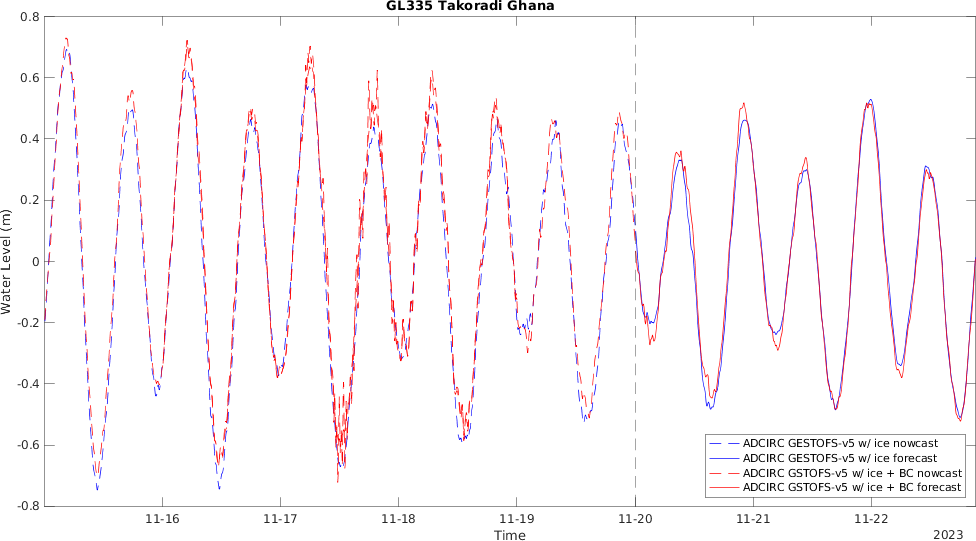 GL335 Takoradi Ghana
0.8
0.6
0.4
0.2
0
-0.2
-0.4
-0.6
-0.8
Water Level (m)
11-16
11-17
11-18
11-19
11-20
11-21
11-22
Time
2023
ADCIRC GESTOFS-v5 w/ ice nowcast
ADCIRC GESTOFS-v5 w/ ice forecast
ADCIRC GSTOFS-v5 w/ ice + BC nowcast
ADCIRC GSTOFS-v5 w/ ice + BC forecast